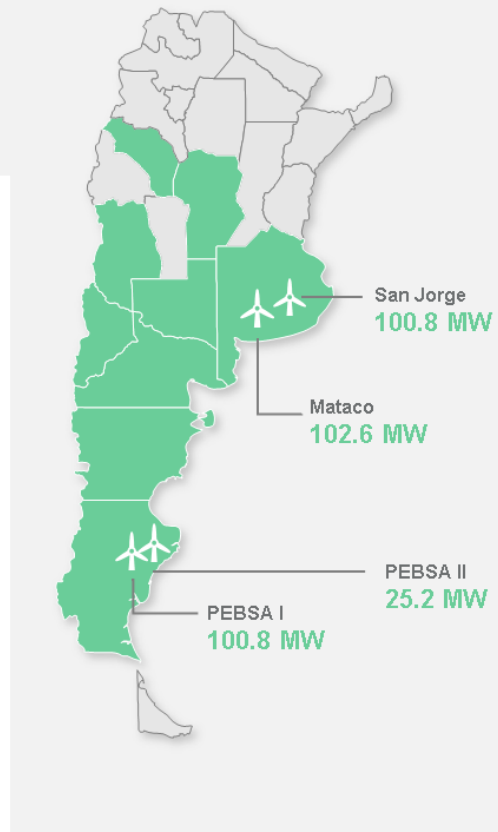 San Jorge
100.8 MW
Mataco
102.6 MW
PEBSA II
25.2 MW
PEBSA I
100.8 MW